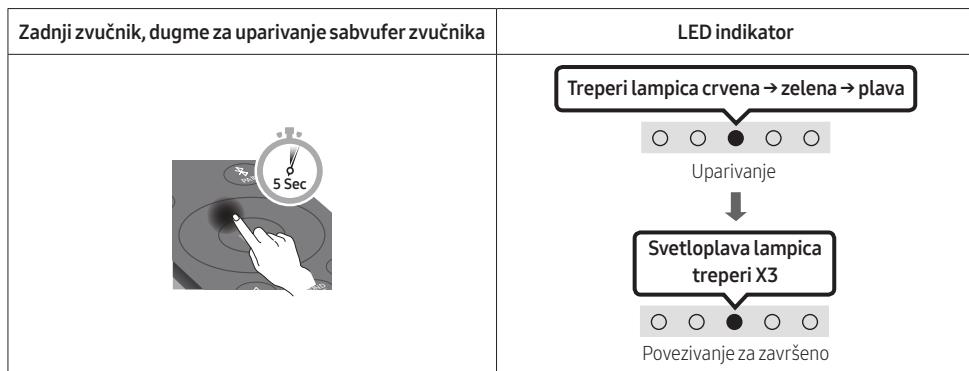 Zadnji zvučnik, dugme za uparivanje sabvufer zvučnika
LED indikator
5 Sec
Treperi lampica crvena → zelena → plava
Uparivanje
Svetloplava lampica
treperi X3
Povezivanje za završeno